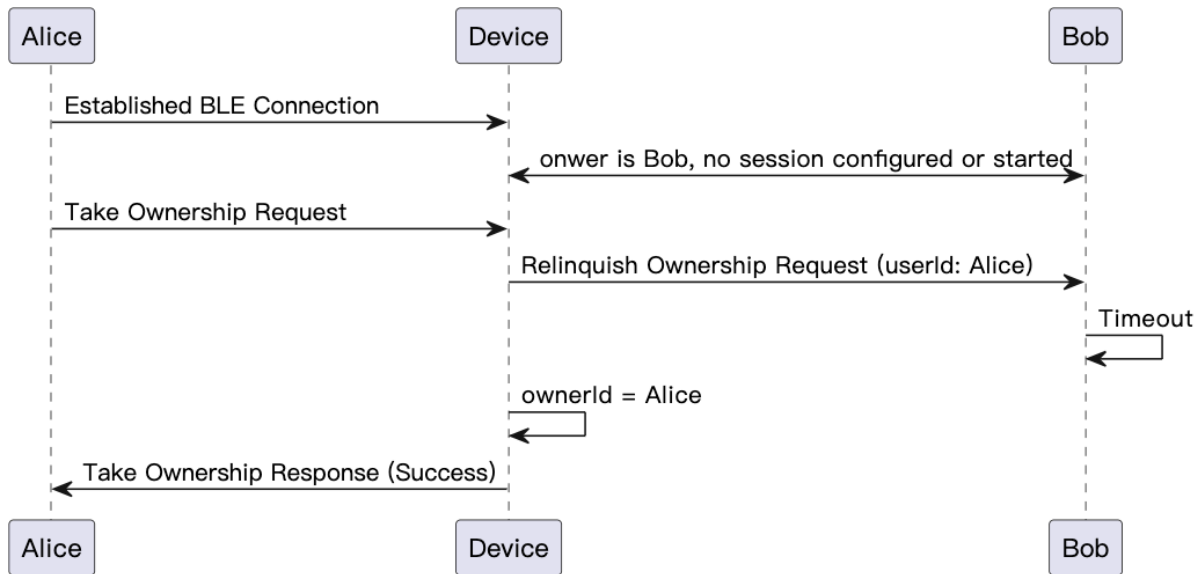 Alice Device Bob
Established BLE Connection
onwer is Bob, no session configured or started
Take Ownership Request
Relinquish Ownership Request (userId: Alice)
Timeout
ownerId = Alice
Take Ownership Response (Success)
Alice Device Bob